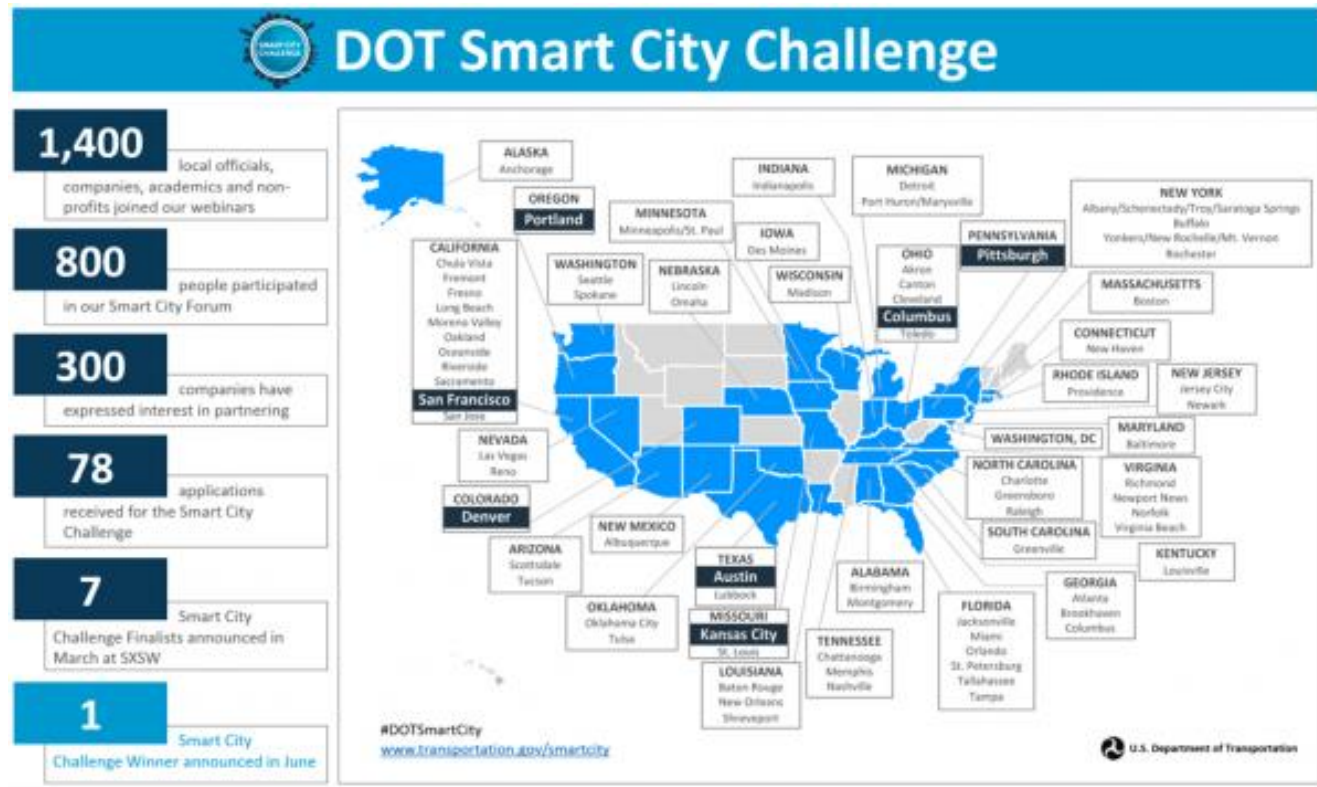 SMART CITY
CHALLENGE
DOT Smart City Challenge
1,400
local officials,
companies, academics and non-
profits joined our webinars
800
people participated
in our Smart City Forum
300
companies have
expressed interest in partnering
78
applications
received for the Smart City
Challenge
7
Smart City
Challenge Finalists announced in
March at SXSW
1
Smart City
Challenge Winner announced in June
ALASKA
Anchorage
OREGON
Portland
CALIFORNIA
Chula Vista
Fremont
Fresno
Long Beach
Moreno Valley
Oakland
Oceanside
Riverside
Sacramento
San Francisco
San Jose
WASHINGTON
Seattle
Spokane
MINNESOTA
Minneapolis/St. Paul
NEBRASKA
Lincoln
Omaha
INDIANA
Indianapolis
IOWA
Des Moines
WISCONSIN
Madison
MICHIGAN
Detroit
Port Huron/Marysville
OHIO
Akron
Canton
Cleveland
Columbus
Toledo
PENNSYLVANIA
Pittsburgh
NEW YORK
Albany/Schenectady/Troy/Saratoga Springs
Buffalo
Yonkers/New Rochelle/Mt. Vernon
Rochester
MASSACHUSETTS
Boston
CONNECTICUT
New Haven
RHODE ISLAND
Providence
NEW JERSEY
Jersey City
Newark
WASHINGTON, DC
MARYLAND
Baltimore
NEVADA
Las Vegas
Reno
COLORADO
Denver
ARIZONA
Scottsdale
Tucson
NEW MEXICO
Albuquerque
OKLAHOMA
Oklahoma City
Tulsa
TEXAS
Austin
Lubbock
MISSOURI
Kansas City
St. Louis
LOUISIANA
Baton Rouge
New Orleans
Shreveport
TENNESSEE
Chattanooga
Memphis
Nashville
ALABAMA
Birmingham
Montgomery
FLORIDA
Jacksonville
Miami
Orlando
St. Petersburg
Tallahassee
Tampa
NORTH CAROLINA
Charlotte
Greensboro
Raleigh
SOUTH CAROLINA
Greenville
VIRGINIA
Richmond
Newport News
Norfolk
Virginia Beach
KENTUCKY
Louisville
GEORGIA
Atlanta
Brookhaven
Columbus
#DOTSmartCity
www.transportation.gov/smartcity
U.S. Department of Transportation